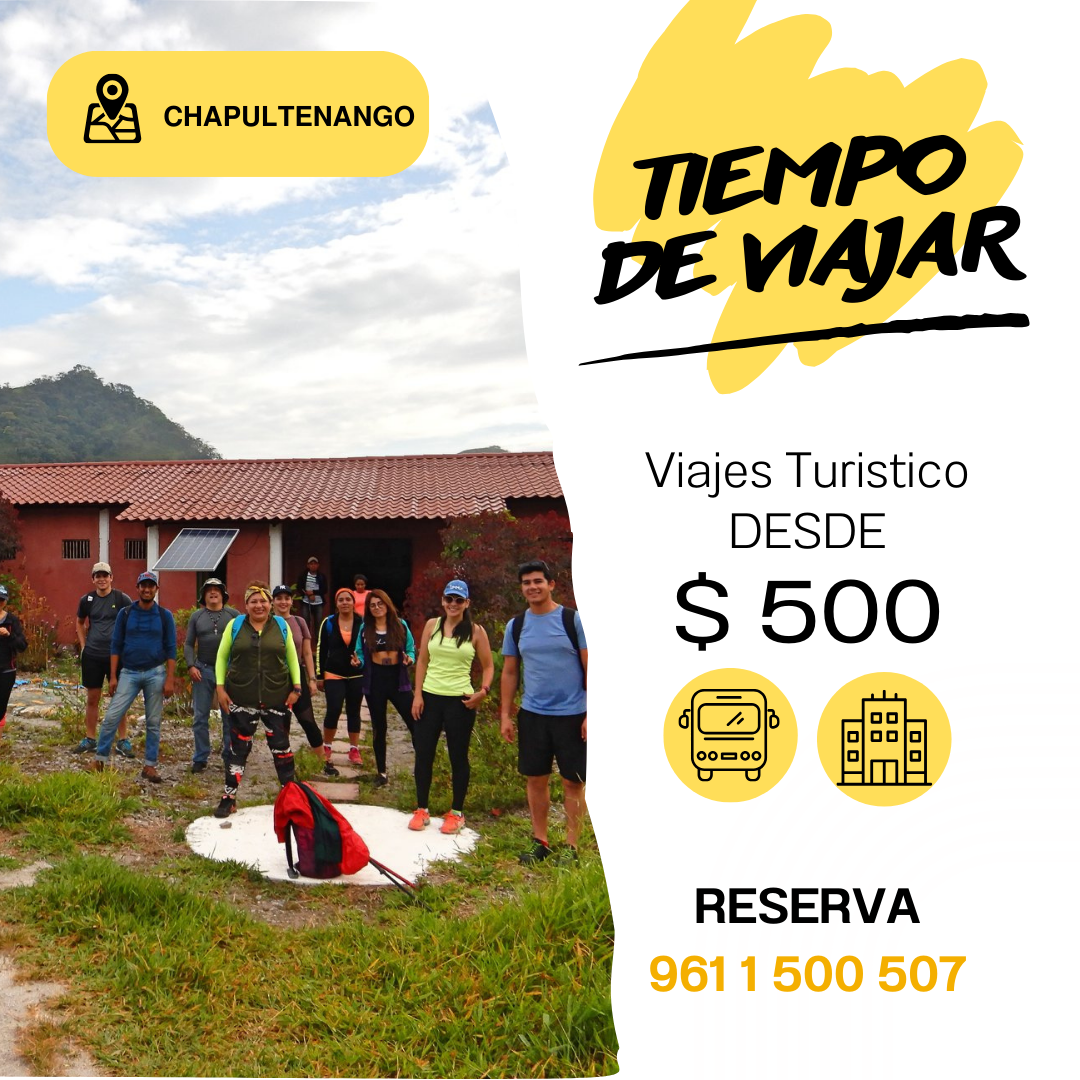 CHAPULTENANGO
TIEMPO
DE VIAJAR
Viajes Turistico
DESDE
$ 500
RESERVA
961 1 500 507